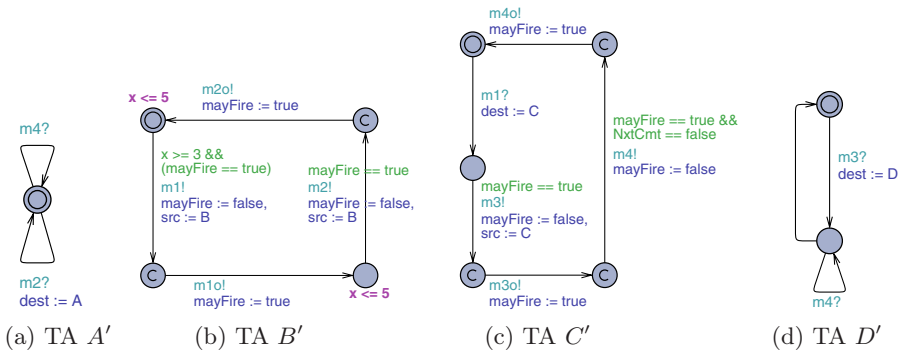 m4?
m2?
dest := A
(a) TA A′
x <= 5
m2o!
mayFire := true
C
x >= 3 &&
(mayFire == true)
m1!
mayFire := false,
src := B
mayFire == true
m2!
mayFire := false,
src := B
C
m1o!
mayFire := true
x <= 5
(b) TA B′
m4o!
mayFire := true
C
m1?
dest := C
mayFire == true &&
NxtCmt == false
m4!
mayFire := false
mayFire == true
m3!
mayFire := false,
src := C
C
C
m3o!
mayFire := true
(c) TA C′
m3?
dest := D
m4?
(d) TA D′